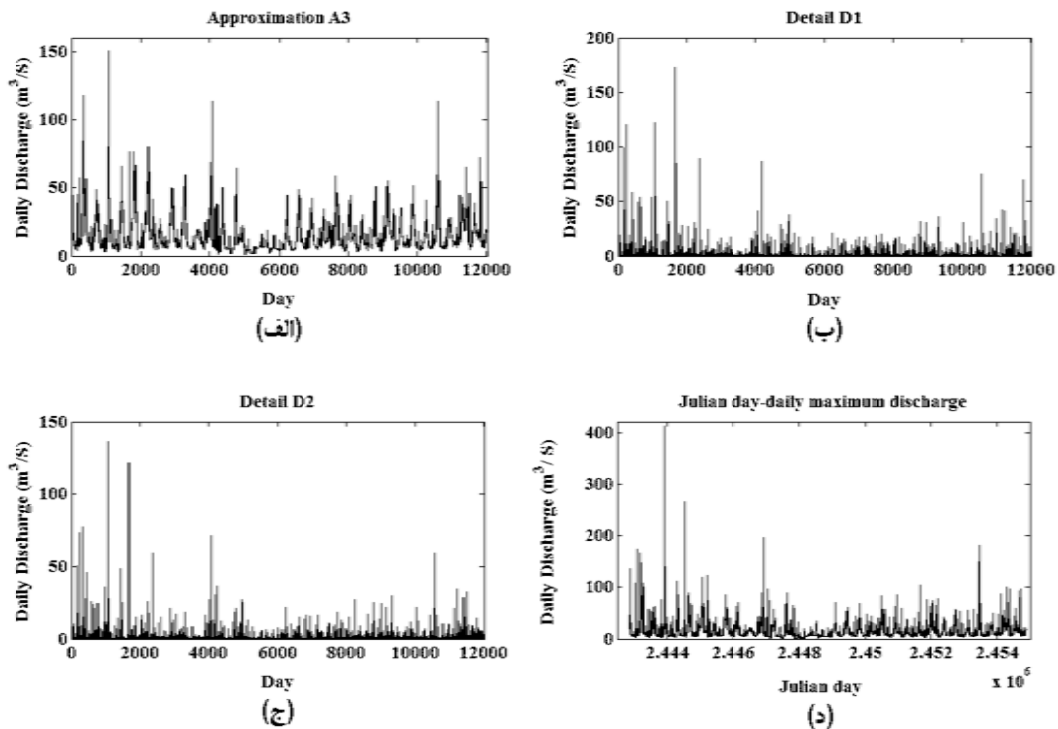 Approximation A3
Daily Discharge (m³/S)
150
100
50
0
0 2000 4000 6000 8000 10000 12000
Day
(الف)
Detail D1
Daily Discharge (m³/S)
200
150
100
50
0
0 2000 4000 6000 8000 10000 12000
Day
(ب)
Detail D2
Daily Discharge (m³/S)
150
100
50
0
0 2000 4000 6000 8000 10000 12000
Day
(ج)
Julian day-daily maximum discharge
Daily Discharge (m³/ S)
400
300
200
100
0
2.444 2.446 2.448 2.45 2.452 2.454
x 10⁶
Julian day
(د)